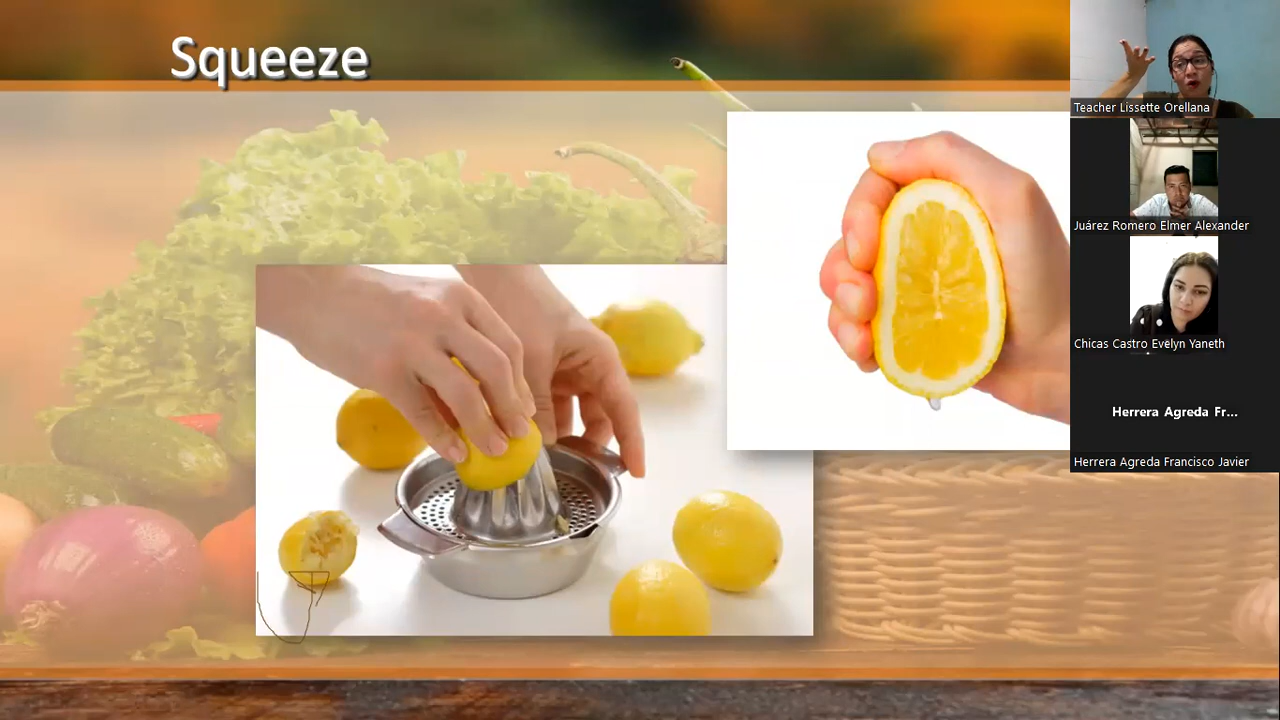 Squeeze
Teacher Lissette Orellana
Juárez Romero Elmer Alexander
Chicas Castro Evelyn Yaneth
Herrera Agreda Fr...
Herrera Agreda Francisco Javier